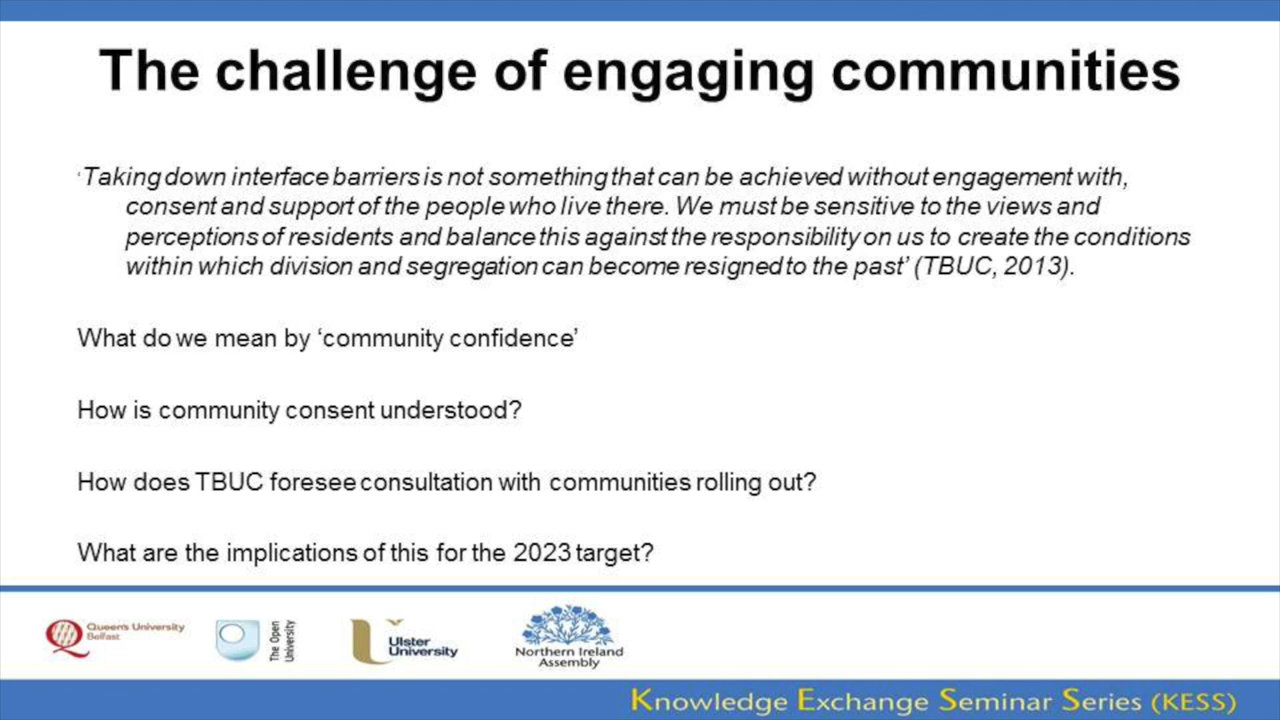 The challenge of engaging communities
‘Taking down interface barriers is not something that can be achieved without engagement with,
consent and support of the people who live there. We must be sensitive to the views and
perceptions of residents and balance this against the responsibility on us to create the conditions
within which division and segregation can become resigned to the past’ (TBUC, 2013).
What do we mean by ‘community confidence’
How is community consent understood?
How does TBUC foresee consultation with communities rolling out?
What are the implications of this for the 2023 target?
Queen's University
Belfast
The Open
University
Ulster
University
Northern Ireland
Assembly
Knowledge Exchange Seminar Series (KESS)